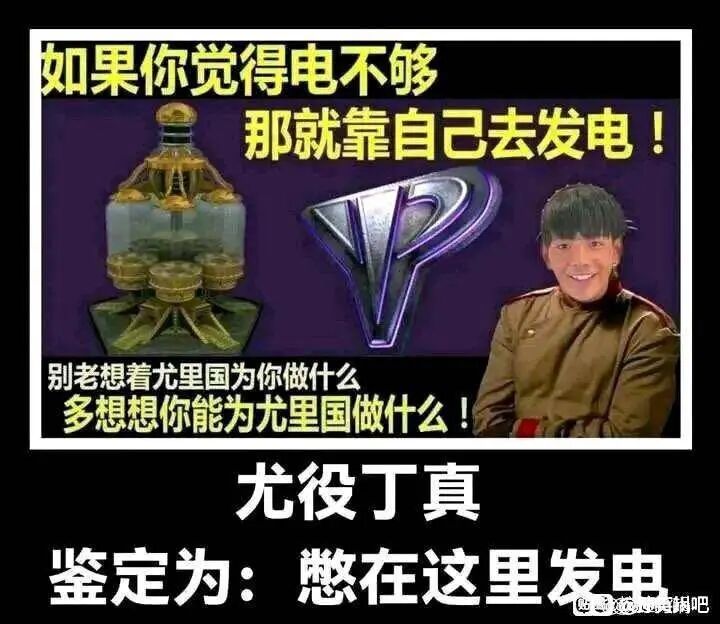 如果你觉得电不够
那就靠自己去发电！
别老想着尤里国为你做什么
多想想你能为尤里国做什么！
尤役丁真
鉴定为：憋在这里发电